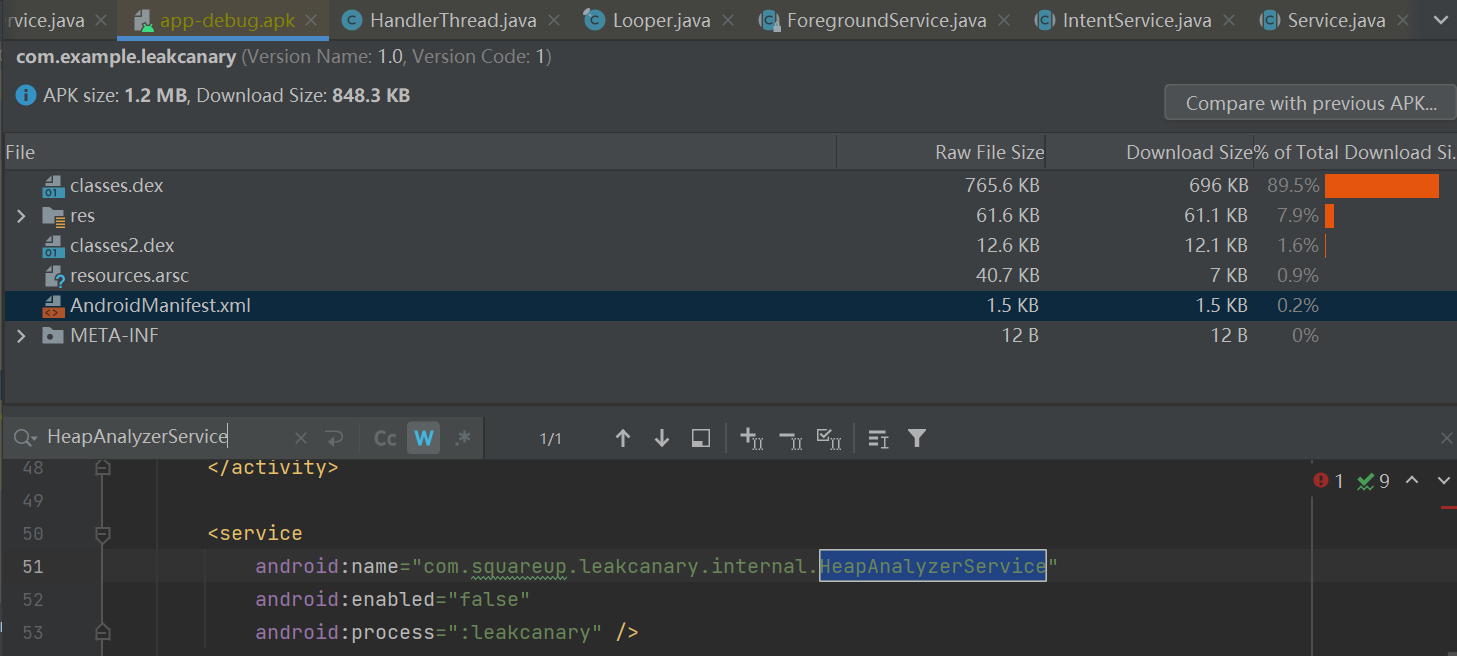 rvice.java app-debug.apk HandlerThread.java Looper.java ForegroundService.java IntentService.java Service.java
com.example.leakcanary (Version Name: 1.0, Version Code: 1)
APK size: 1.2 MB, Download Size: 848.3 KB
Compare with previous APK...
File Raw File Size Download Size % of Total Download Si.
classes.dex 765.6 KB 696 KB 89.5%
res 61.6 KB 61.1 KB 7.9%
classes2.dex 12.6 KB 12.1 KB 1.6%
resources.arsc 40.7 KB 7 KB 0.9%
AndroidManifest.xml 1.5 KB 1.5 KB 0.2%
META-INF 12 B 12 B 0%
HeapAnalyzerService Cc W .* 1/1
48 </activity>
1 9
49
50 <service
51 android:name="com.squareup.leakcanary.internal.HeapAnalyzerService"
52 android:enabled="false"
53 android:process=":leakcanary" />